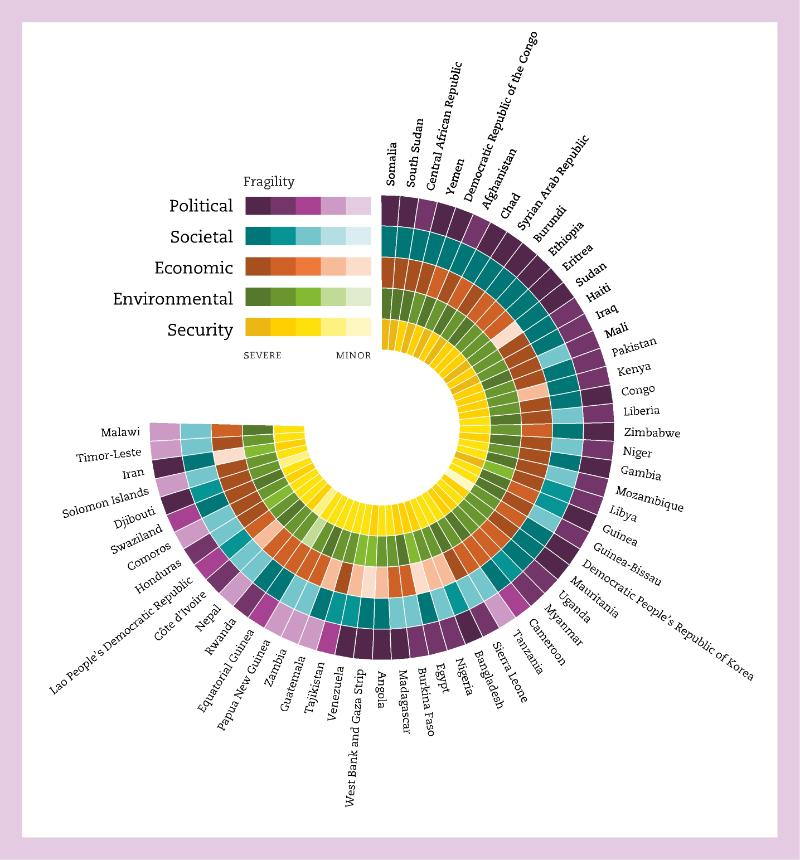 Fragility
Political
Societal
Economic
Environmental
Security
SEVERE
MINOR
Somalia
South Sudan
Central African Republic
Yemen
Democratic Republic of the Congo
Afghanistan
Chad
Syrian Arab Republic
Burundi
Ethiopia
Eritrea
Sudan
Haiti
Iraq
Mali
Pakistan
Kenya
Congo
Liberia
Zimbabwe
Niger
Gambia
Mozambique
Libya
Guinea
Guinea-Bissau
Democratic People's Republic of Korea
Mauritania
Uganda
Myanmar
Cameroon
Tanzania
Sierra Leone
Bangladesh
Nigeria
Egypt
Burkina Faso
Madagascar
Angola
West Bank and Gaza Strip
Venezuela
Tajikistan
Guatemala
Zambia
Papua New Guinea
Equatorial Guinea
Rwanda
Nepal
Côte d'Ivoire
Lao People's Democratic Republic
Honduras
Comoros
Swaziland
Djibouti
Solomon Islands
Iran
Timor-Leste
Malawi